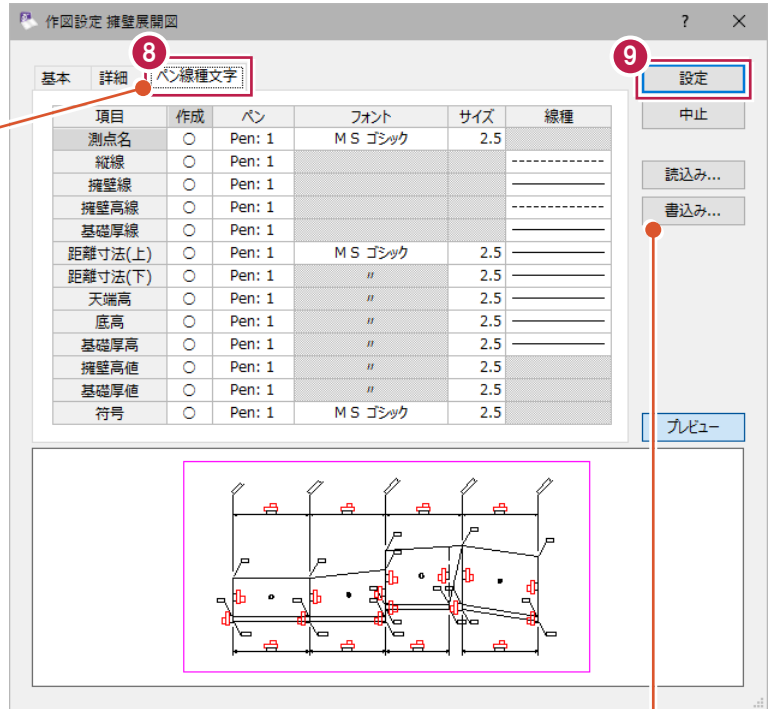 作図設定 擁壁展開図 ? ×
8 9
基本 詳細 ペン線種文字 設定
中止
読込み...
書込み...
項目 作成 ペン フォント サイズ 線種
測点名 ○ Pen: 1 MS ゴシック 2.5
縦線 ○ Pen: 1
擁壁線 ○ Pen: 1
擁壁高線 ○ Pen: 1
基礎厚線 ○ Pen: 1
距離寸法(上) ○ Pen: 1 MS ゴシック 2.5
距離寸法(下) ○ Pen: 1 〃 2.5
天端高 ○ Pen: 1 〃 2.5
底高 ○ Pen: 1 〃 2.5
基礎厚高 ○ Pen: 1 〃 2.5
擁壁高値 ○ Pen: 1 〃 2.5
基礎厚値 ○ Pen: 1 〃 2.5
符号 ○ Pen: 1 MS ゴシック 2.5
プレビュー